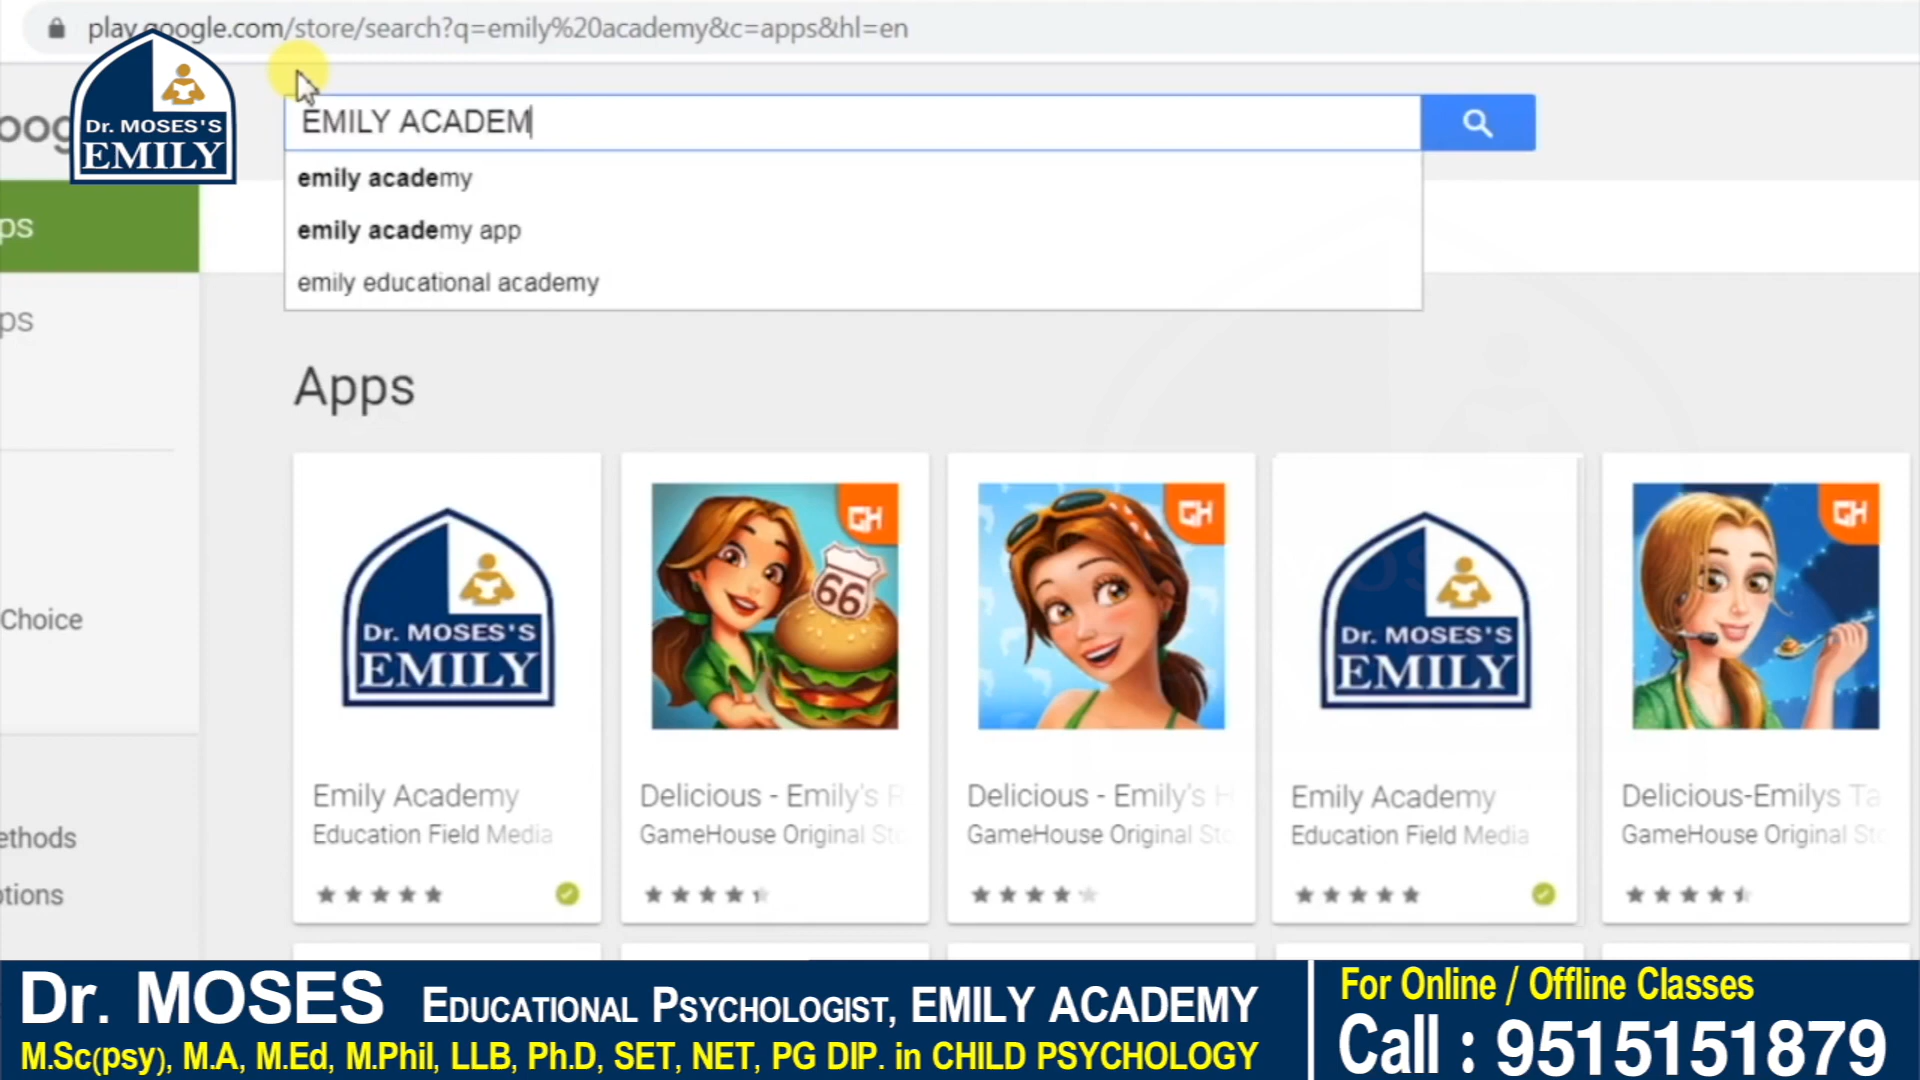 play.google.com/store/search?q=emily%20academy&c=apps&hl=en
Dr. MOSES'S
EMILY
EMILY ACADEM
emily academy
emily academy app
emily educational academy
ps
ps
Choice
ethods
Apps
Dr. MOSES'S
EMILY
Emily Academy
Education Field Media
GH
66
Delicious - Emily's R
GameHouse Original Sto
GH
Delicious - Emily's H
GameHouse Original Sto
Dr. MOSES'S
EMILY
Emily Academy
Education Field Media
GH
Delicious-Emilys Ta
GameHouse Original Sto
Dr. MOSES EDUCATIONAL PSYCHOLOGIST, EMILY ACADEMY
M.Sc(psy), M.A, M.Ed, M.Phil, LLB, Ph.D, SET, NET, PG DIP. in CHILD PSYCHOLOGY
For Online / Offline Classes
Call : 9515151879